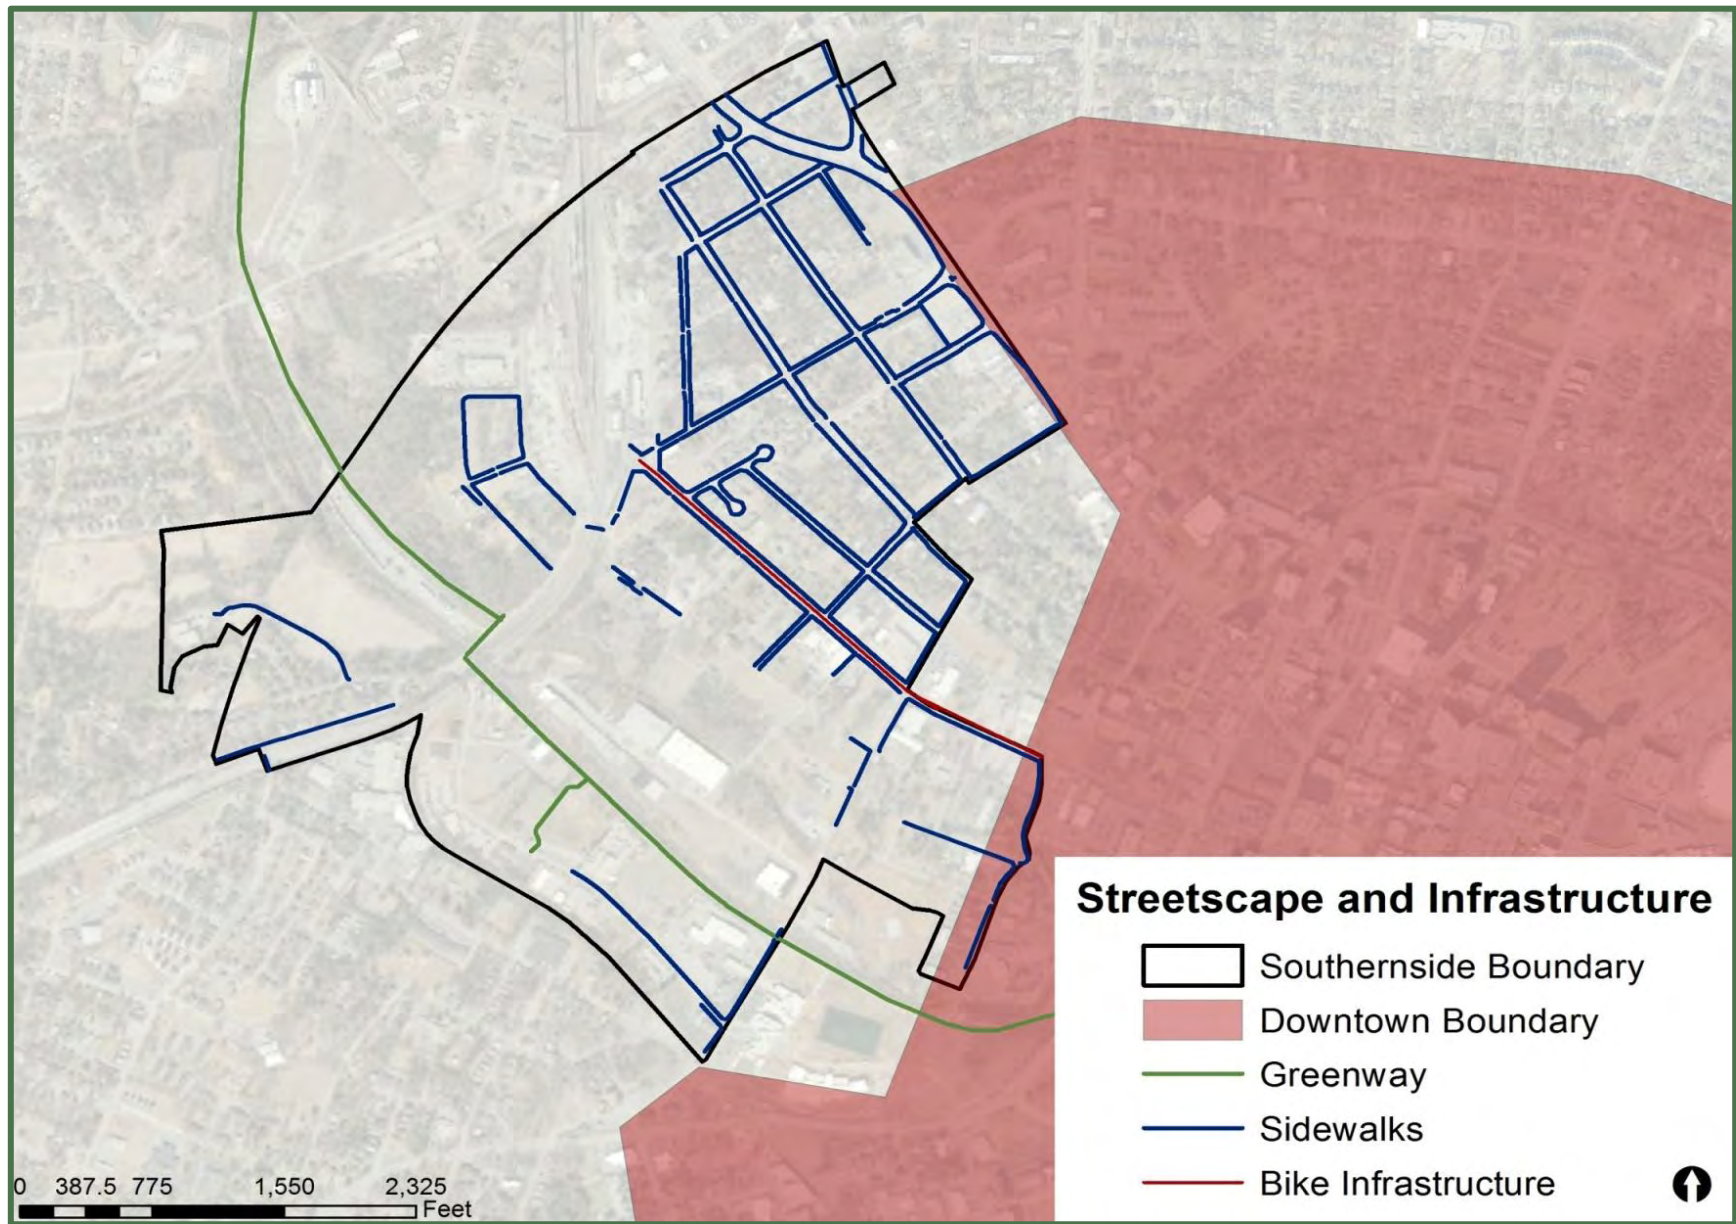 Streetscape and Infrastructure
Southernside Boundary
Downtown Boundary
Greenway
Sidewalks
Bike Infrastructure
0 387.5 775 1,550 2,325
Feet